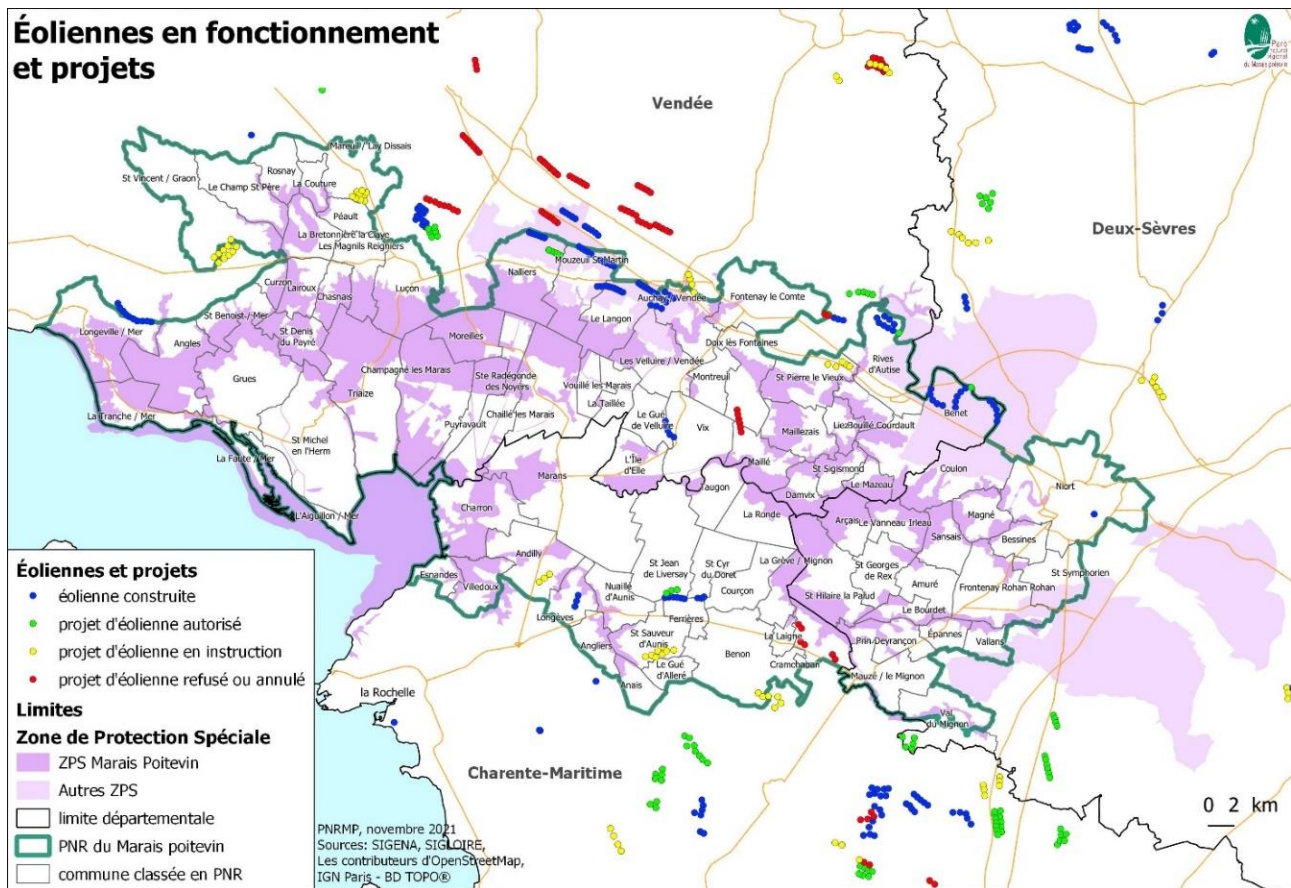 Éoliennes en fonctionnement
et projets
Parc
naturel
régional
du Marais poitevin
Vendée
Deux-Sèvres
Charente-Maritime
Mareuil / Lay Dissais
Rosnay
St Vincent / Graon
Le Champ St Père
La Couture
Péault
La Bretonnière la Claye
Les Magnils Reigniers
Mouzeuil St Martin
Nalliers
Curzon
Lairoux
Luçon
Chasnais
Auchay / Vendée
Fontenay le Comte
St Benoist / Mer
Le Langon
Longeville / Mer
Angles
St Denis
du Payré
Moreilles
Doix lès Fontaines
Les Velluire / Vendée
Rives
d'Autise
Champagné les Marais
Ste Radégonde
des Noyers
Vouillé les Marais
Montreuil
St Pierre le Vieux
Grues
Triaize
La Taillée
Benet
La Tranche / Mer
Chaillé les Marais
Puyravault
Le Gué
de Velluire
Vix
Maillezais
Liez
Bouillé Courdault
St Michel
en l'Herm
La Faute / Mer
L'Île
d'Elle
Maillé
St Sigismond
Coulon
Marans
Le Mazeau
Niort
Taugon
Damvix
L'Aiguillon / Mer
Charron
La Ronde
Arçais
Le Vanneau Irleau
Magné
Sansais
Bessines
Andilly
St Jean
de Liversay
St Cyr
du Doret
La Grève / Mignon
St Georges
de Rex
Amuré
St Symphorien
Esnandes
Villedoux
Nuaillé
d'Aunis
Courçon
St Hilaire la Palud
Frontenay Rohan Rohan
Longèves
Ferrières
Le Bourdet
Angliers
St Sauveur
d'Aunis
La Laigne
Prin-Deyrançon
Épannes
Vallans
Benon
Cramchaban
Le Gué
d'Alleré
Anais
Mauzé / le Mignon
la Rochelle
Val
du Mignon
Éoliennes et projets
éolienne construite
projet d'éolienne autorisé
projet d'éolienne en instruction
projet d'éolienne refusé ou annulé
Limites
Zone de Protection Spéciale
ZPS Marais Poitevin
Autres ZPS
limite départementale
PNR du Marais poitevin
commune classée en PNR
PNRMP, novembre 2021
Sources: SIGENA, SIGLOIRE,
Les contributeurs d'OpenStreetMap,
IGN Paris - BD TOPO®
0 2 km